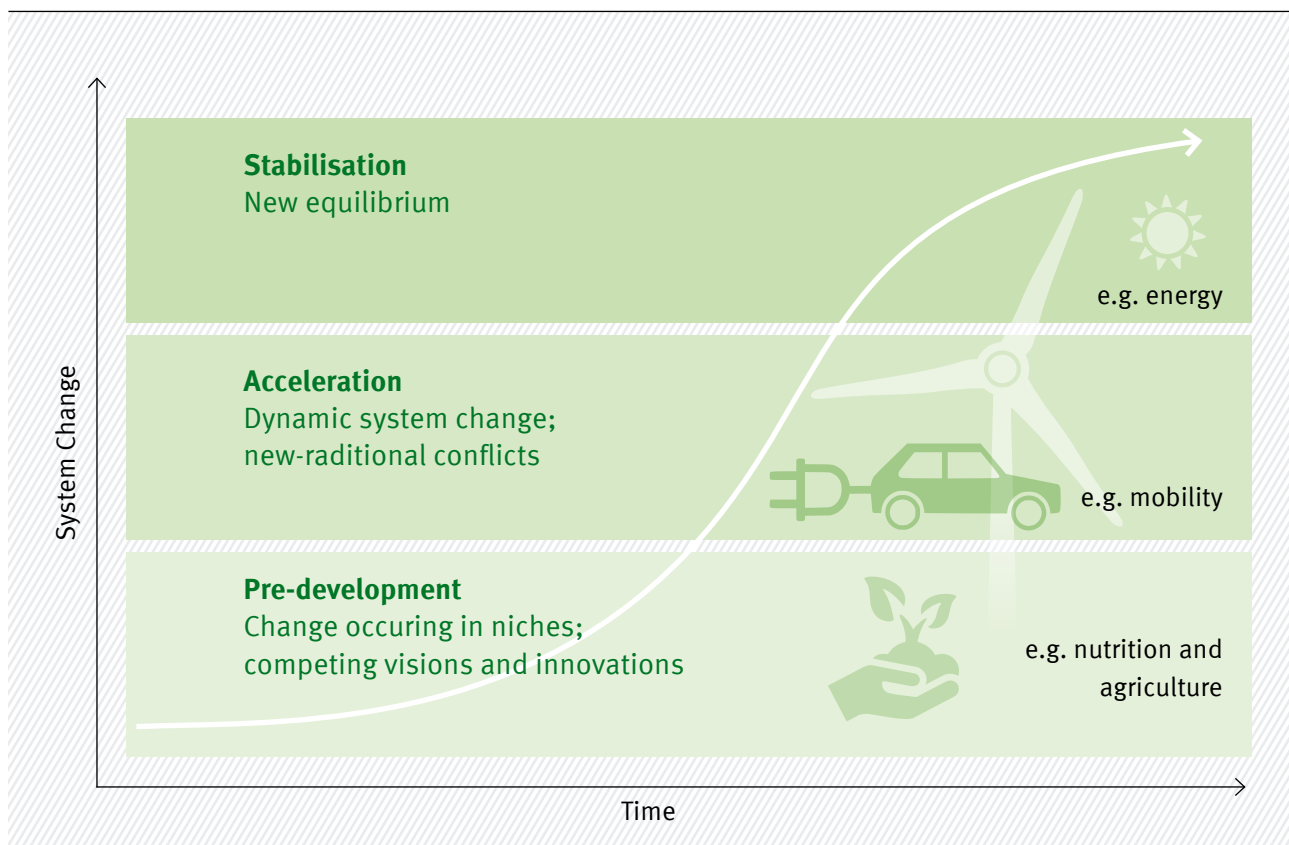 System Change
Stabilisation
New equilibrium
e.g. energy
Acceleration
Dynamic system change;
new-raditional conflicts
e.g. mobility
Pre-development
Change occuring in niches;
competing visions and innovations
e.g. nutrition and
agriculture
Time